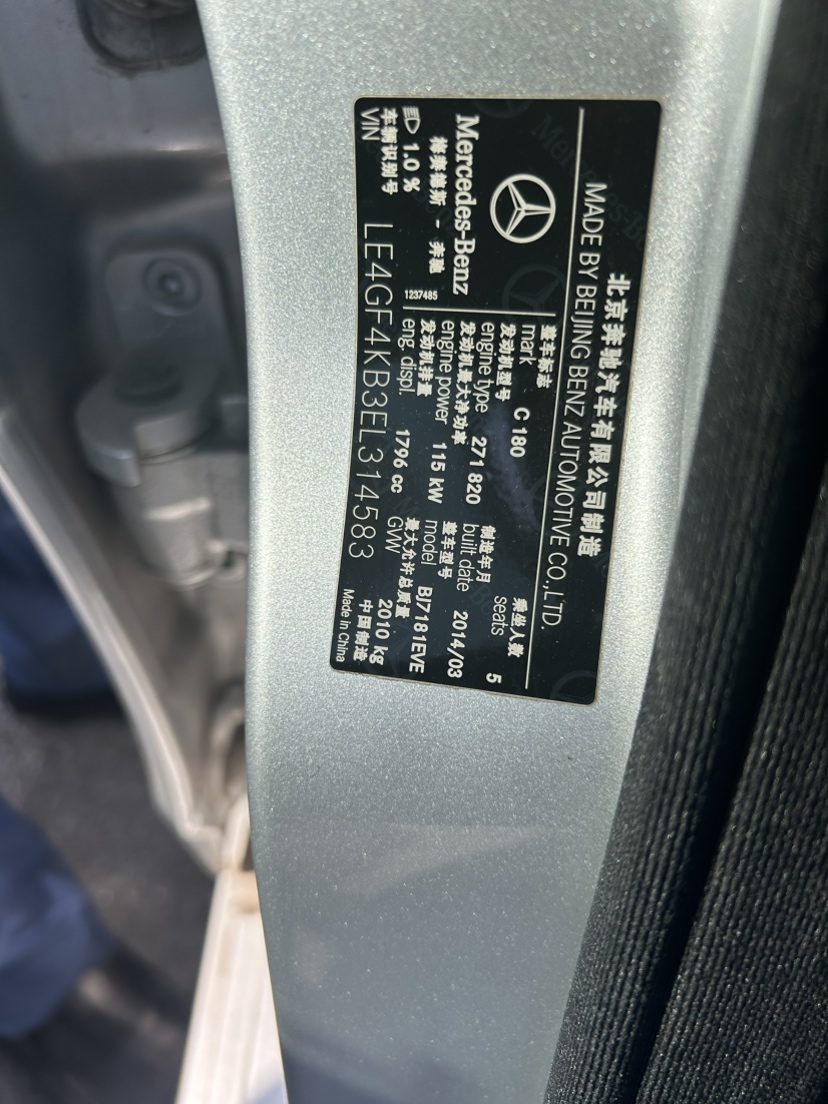 北京奔驰汽车有限公司制造
MADE BY BEIJING BENZ AUTOMOTIVE CO.,LTD.
Mercedes-Benz
梅赛德斯 - 奔驰
1.0 %
1237485
整车标志
mark C 180
乘坐人数
seats 5
发动机型号
engine type 271 820
制造年月
built date 2014/03
发动机最大净功率
engine power 115 kW
整车型号
model BJ7181EVE
发动机排量
eng. displ. 1796 cc
最大允许总质量
GVW 2010 kg
车辆识别号
VIN LE4GF4KB3EL314583
中国制造
Made in China